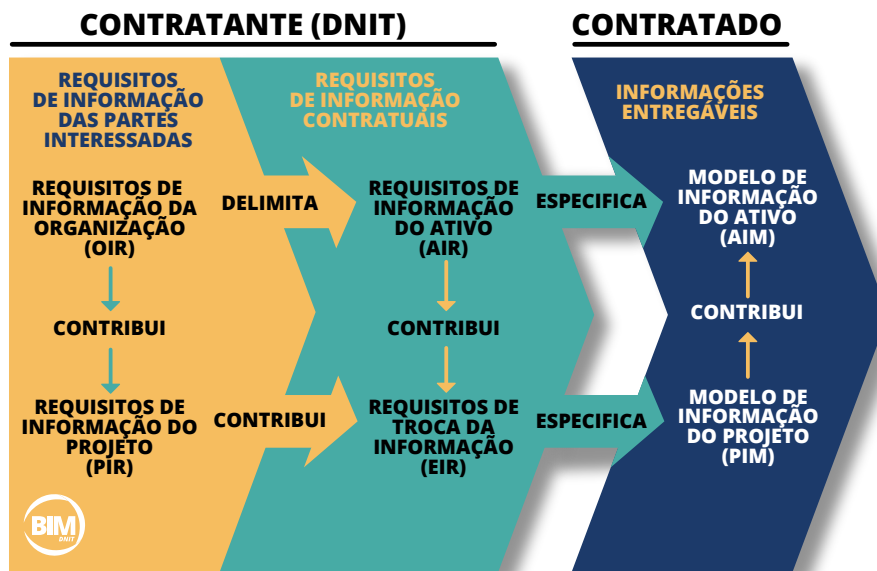 CONTRATANTE (DNIT)
CONTRATADO
REQUISITOS
DE INFORMAÇÃO
DAS PARTES
INTERESSADAS
REQUISITOS
DE INFORMAÇÃO
CONTRATUAIS
INFORMAÇÕES
ENTREGÁVEIS
REQUISITOS DE
INFORMAÇÃO DA
ORGANIZAÇÃO
(OIR)
DELIMITA
REQUISITOS DE
INFORMAÇÃO
DO ATIVO
(AIR)
ESPECIFICA
MODELO DE
INFORMAÇÃO
DO ATIVO
(AIM)
CONTRIBUI
CONTRIBUI
CONTRIBUI
REQUISITOS DE
INFORMAÇÃO DO
PROJETO
(PIR)
CONTRIBUI
REQUISITOS DE
TROCA DA
INFORMAÇÃO
(EIR)
ESPECIFICA
MODELO DE
INFORMAÇÃO
DO PROJETO
(PIM)
BIM
DNIT